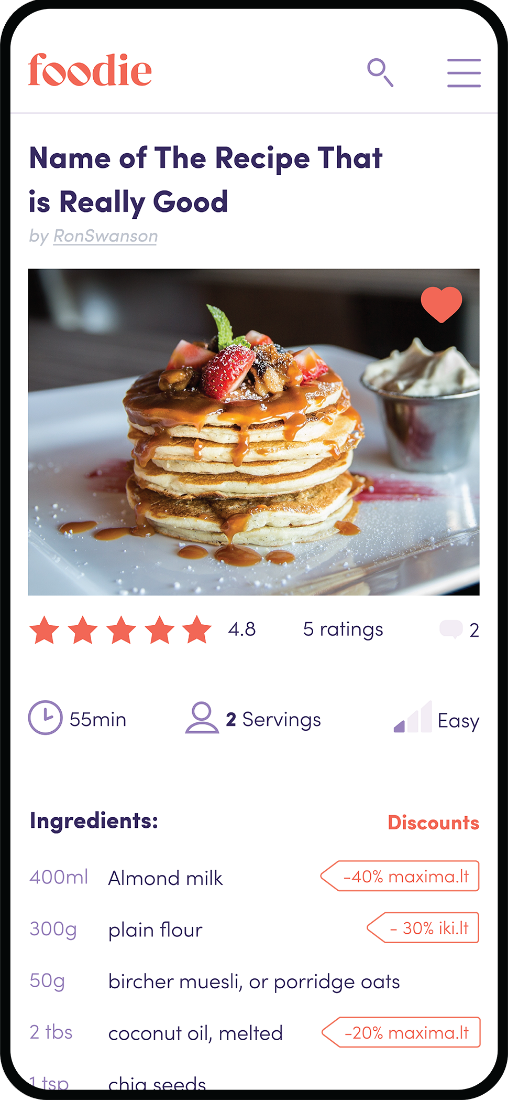 foodie
Name of The Recipe That
is Really Good
by RonSwanson
4.8 5 ratings 2
55min 2 Servings Easy
Ingredients: Discounts
400ml Almond milk -40% maxima.lt
300g plain flour - 30% iki.lt
50g bircher muesli, or porridge oats
2 tbs coconut oil, melted -20% maxima.lt
1 tsp chia seeds